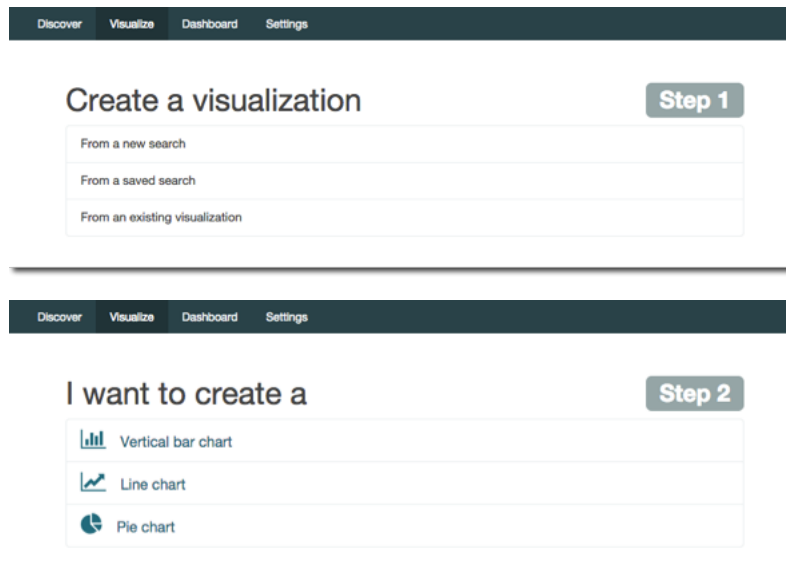 Discover Visualize Dashboard Settings
Create a visualization Step 1
From a new search
From a saved search
From an existing visualization
Discover Visualize Dashboard Settings
I want to create a Step 2
Vertical bar chart
Line chart
Pie chart